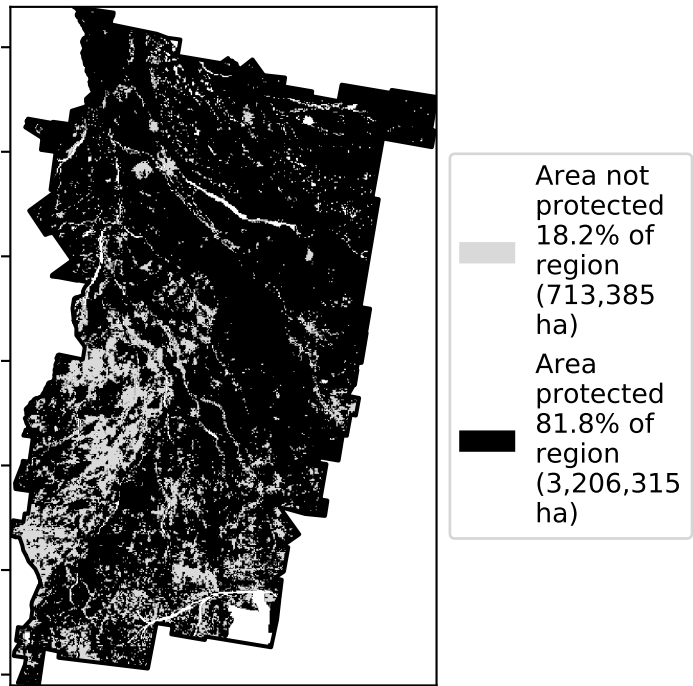 Area not
protected
18.2% of
region
(713,385
ha)
Area
protected
81.8% of
region
(3,206,315
ha)